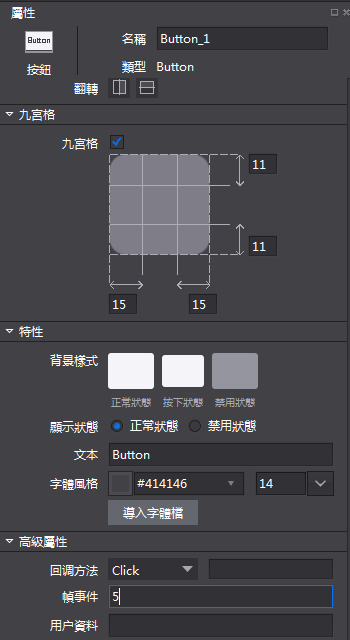 屬性
Button
名稱 Button_1
按鈕
類型 Button
翻轉
九宮格
九宮格
11
11
15 15
特性
背景樣式
正常狀態 按下狀態 禁用狀態
顯示狀態 正常狀態 禁用狀態
文本 Button
字體風格 #414146 14
導入字體檔
高級屬性
回调方法 Click
幀事件 5
用户資料